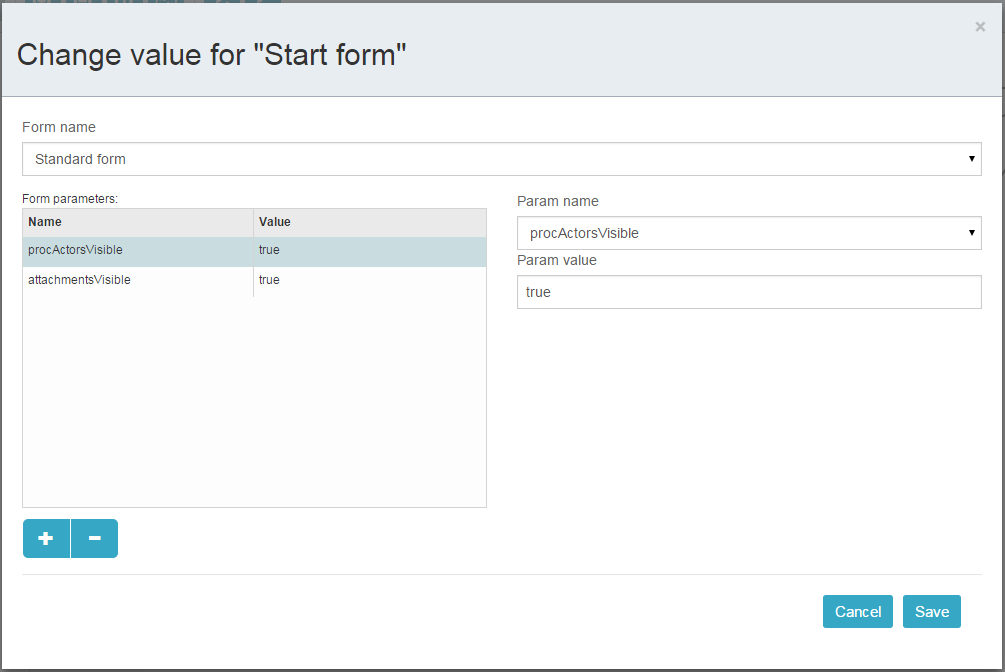 ×
Change value for "Start form"
Form name
Standard form
Form parameters:
Name Value
procActorsVisible true
attachmentsVisible true
Param name
procActorsVisible
Param value
true
Cancel Save